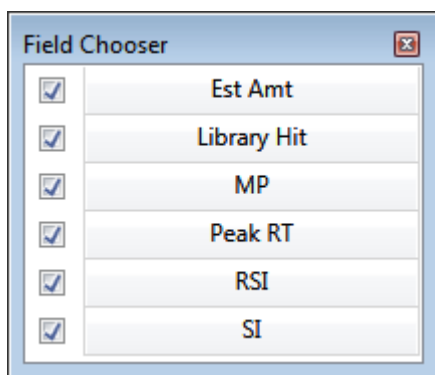 Field Chooser
Est Amt
Library Hit
MP
Peak RT
RSI
SI